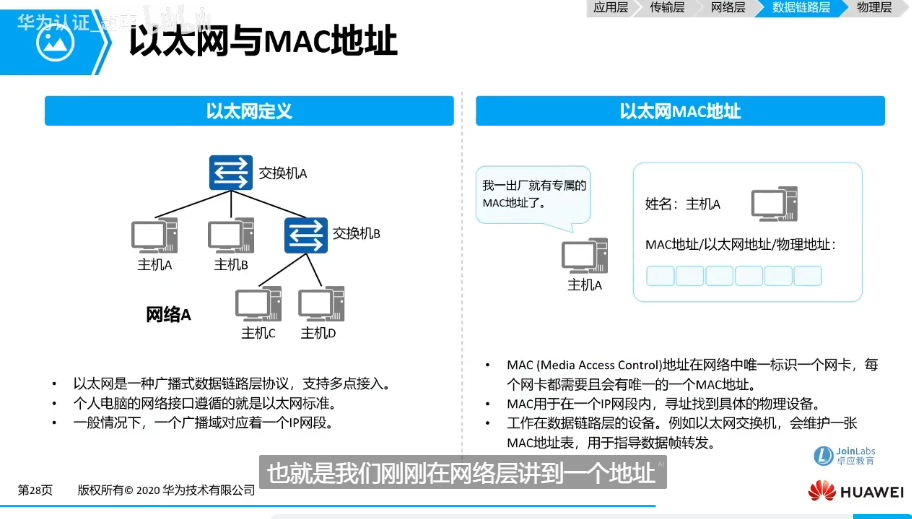 应用层 传输层 网络层 数据链路层 物理层
华为认证
以太网与MAC地址
以太网定义
以太网MAC地址
交换机A
主机A
主机B
交换机B
网络A
主机C
主机D
我一出厂就有专属的
MAC地址了。
主机A
姓名：主机A
MAC地址/以太网地址/物理地址：
• 以太网是一种广播式数据链路层协议，支持多点接入。
• 个人电脑的网络接口遵循的就是以太网标准。
• 一般情况下，一个广播域对应着一个IP网段。
• MAC (Media Access Control)地址在网络中唯一标识一个网卡，每
个网卡都需要且会有唯一的一个MAC地址。
• MAC用于在一个IP网段内，寻址找到具体的物理设备。
• 工作在数据链路层的设备。例如以太网交换机，会维护一张
MAC地址表，用于指导数据帧转发。
JoinLabs
卓应教育
也就是我们刚刚在网络层讲到一个地址
AI
第28页 版权所有© 2020 华为技术有限公司
HUAWEI